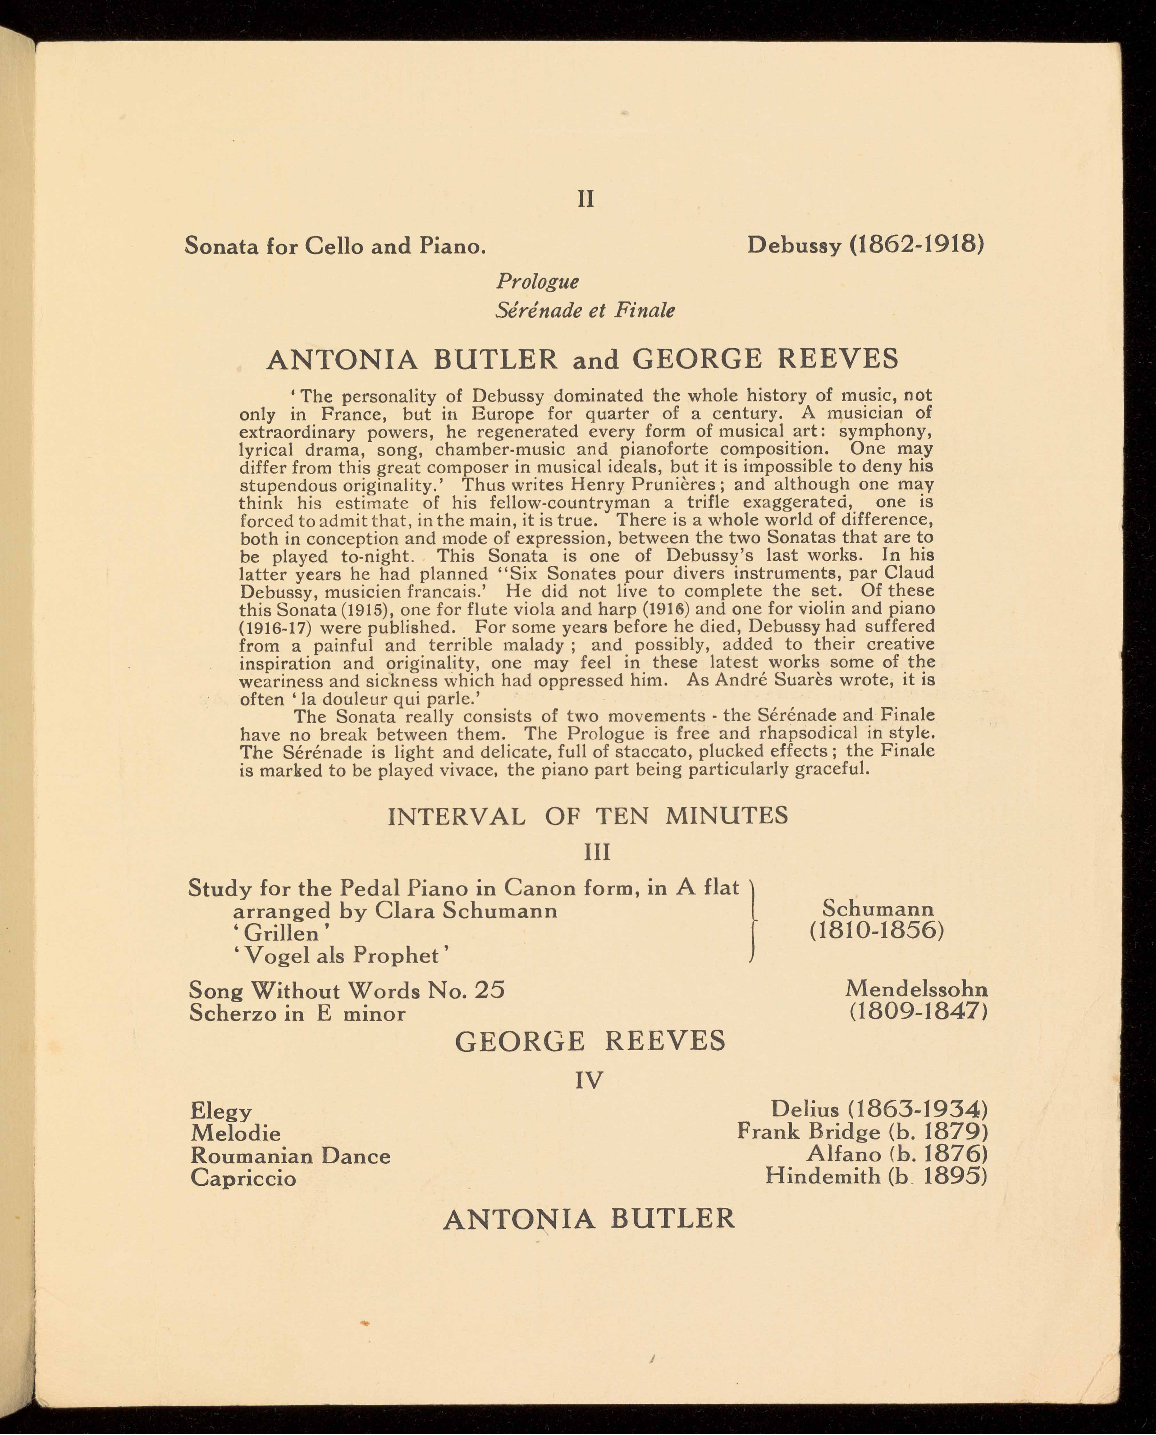 II
Sonata for Cello and Piano. Debussy (1862-1918)
Prologue
Sérénade et Finale
ANTONIA BUTLER and GEORGE REEVES
‘ The personality of Debussy dominated the whole history of music, not
only in France, but in Europe for quarter of a century. A musician of
extraordinary powers, he regenerated every form of musical art: symphony,
lyrical drama, song, chamber-music and pianoforte composition. One may
differ from this great composer in musical ideals, but it is impossible to deny his
stupendous originality.’ Thus writes Henry Prunières ; and although one may
think his estimate of his fellow-countryman a trifle exaggerated, one is
forced to admit that, in the main, it is true. There is a whole world of difference,
both in conception and mode of expression, between the two Sonatas that are to
be played to-night. This Sonata is one of Debussy’s last works. In his
latter years he had planned “Six Sonates pour divers instruments, par Claud
Debussy, musicien francais.’ He did not live to complete the set. Of these
this Sonata (1915), one for flute viola and harp (1916) and one for violin and piano
(1916-17) were published. For some years before he died, Debussy had suffered
from a painful and terrible malady ; and possibly, added to their creative
inspiration and originality, one may feel in these latest works some of the
weariness and sickness which had oppressed him. As André Suarès wrote, it is
often ‘ la douleur qui parle.’
The Sonata really consists of two movements - the Sérénade and Finale
have no break between them. The Prologue is free and rhapsodical in style.
The Sérénade is light and delicate, full of staccato, plucked effects ; the Finale
is marked to be played vivace, the piano part being particularly graceful.
INTERVAL OF TEN MINUTES
III
Study for the Pedal Piano in Canon form, in A flat
arranged by Clara Schumann Schumann
‘ Grillen ’ (1810-1856)
‘ Vogel als Prophet ’
Song Without Words No. 25 Mendelssohn
Scherzo in E minor (1809-1847)
GEORGE REEVES
IV
Elegy Delius (1863-1934)
Melodie Frank Bridge (b. 1879)
Roumanian Dance Alfano (b. 1876)
Capriccio Hindemith (b. 1895)
ANTONIA BUTLER